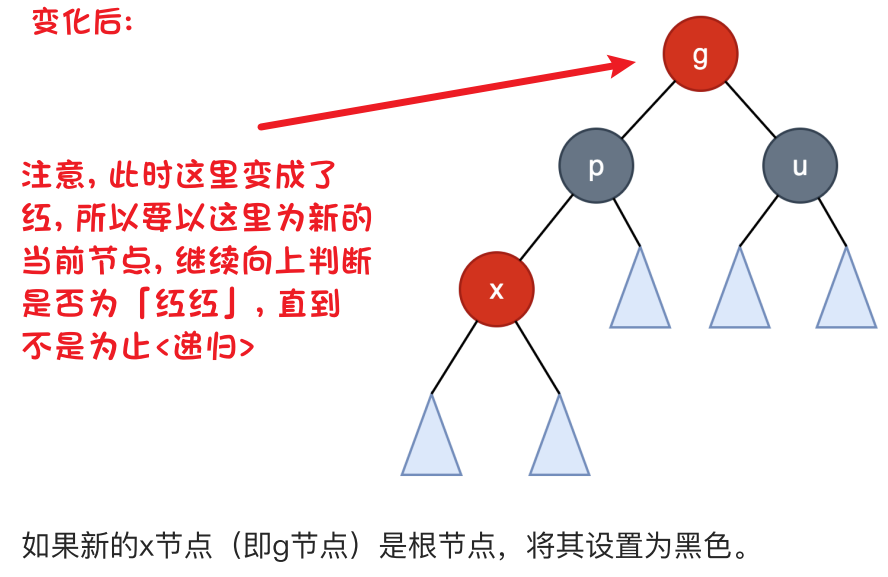 变化后:
g
注意, 此时这里变成了
红, 所以要以这里为新的
当前节点, 继续向上判断
是否为「红红」, 直到
不是为止<递归>
p
u
x
如果新的x节点（即g节点）是根节点，将其设置为黑色。